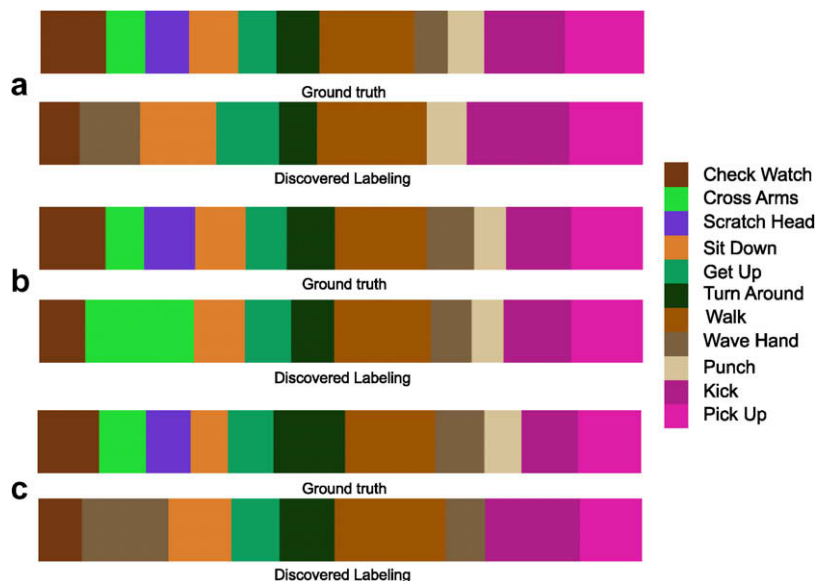 a
Ground truth
Discovered Labeling
b
Ground truth
Discovered Labeling
c
Ground truth
Discovered Labeling
Check Watch
Cross Arms
Scratch Head
Sit Down
Get Up
Turn Around
Walk
Wave Hand
Punch
Kick
Pick Up